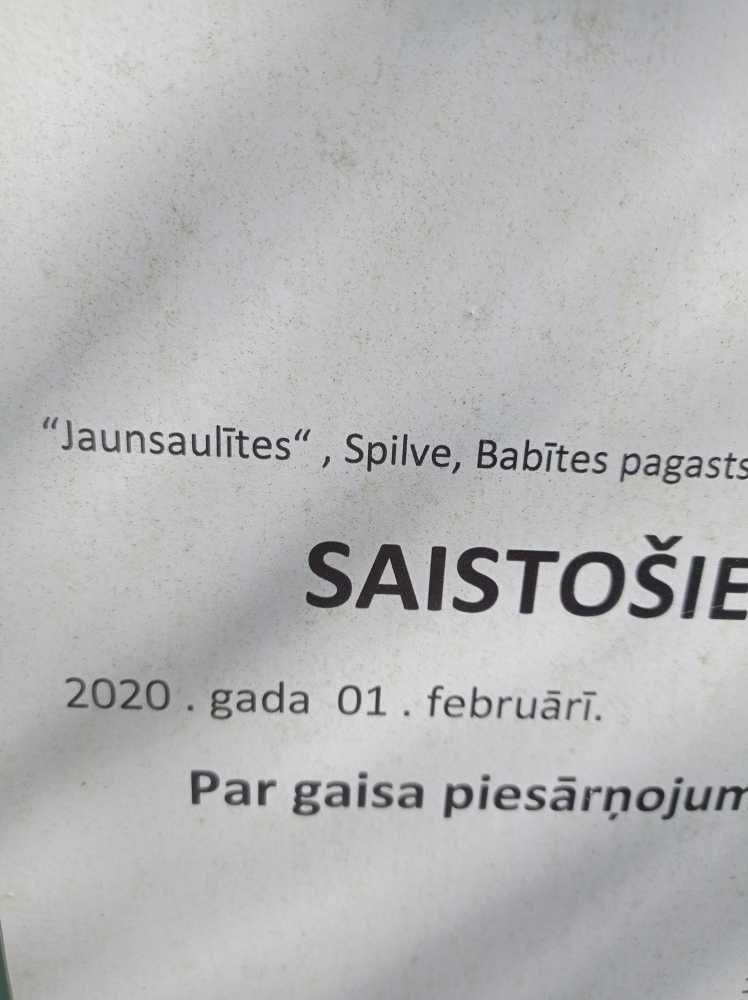 “Jaunsaulītes“ , Spilve, Babītes pagasts
SAISTOŠIE
2020 . gada 01 . februārī.
Par gaisa piesārņojum